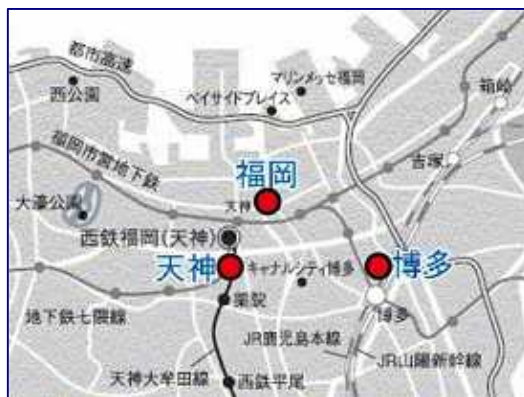 都市高速
マリンメッセ福岡
西公園
ベイサイドプレイス
箱崎
福岡市営地下鉄
吉塚
福岡
大濠公園
天神
西鉄福岡(天神)
天神
キャナルシティ博多
博多
薬院
博多
地下鉄七隈線
JR鹿児島本線
JR山陽新幹線
天神大牟田線
西鉄平尾